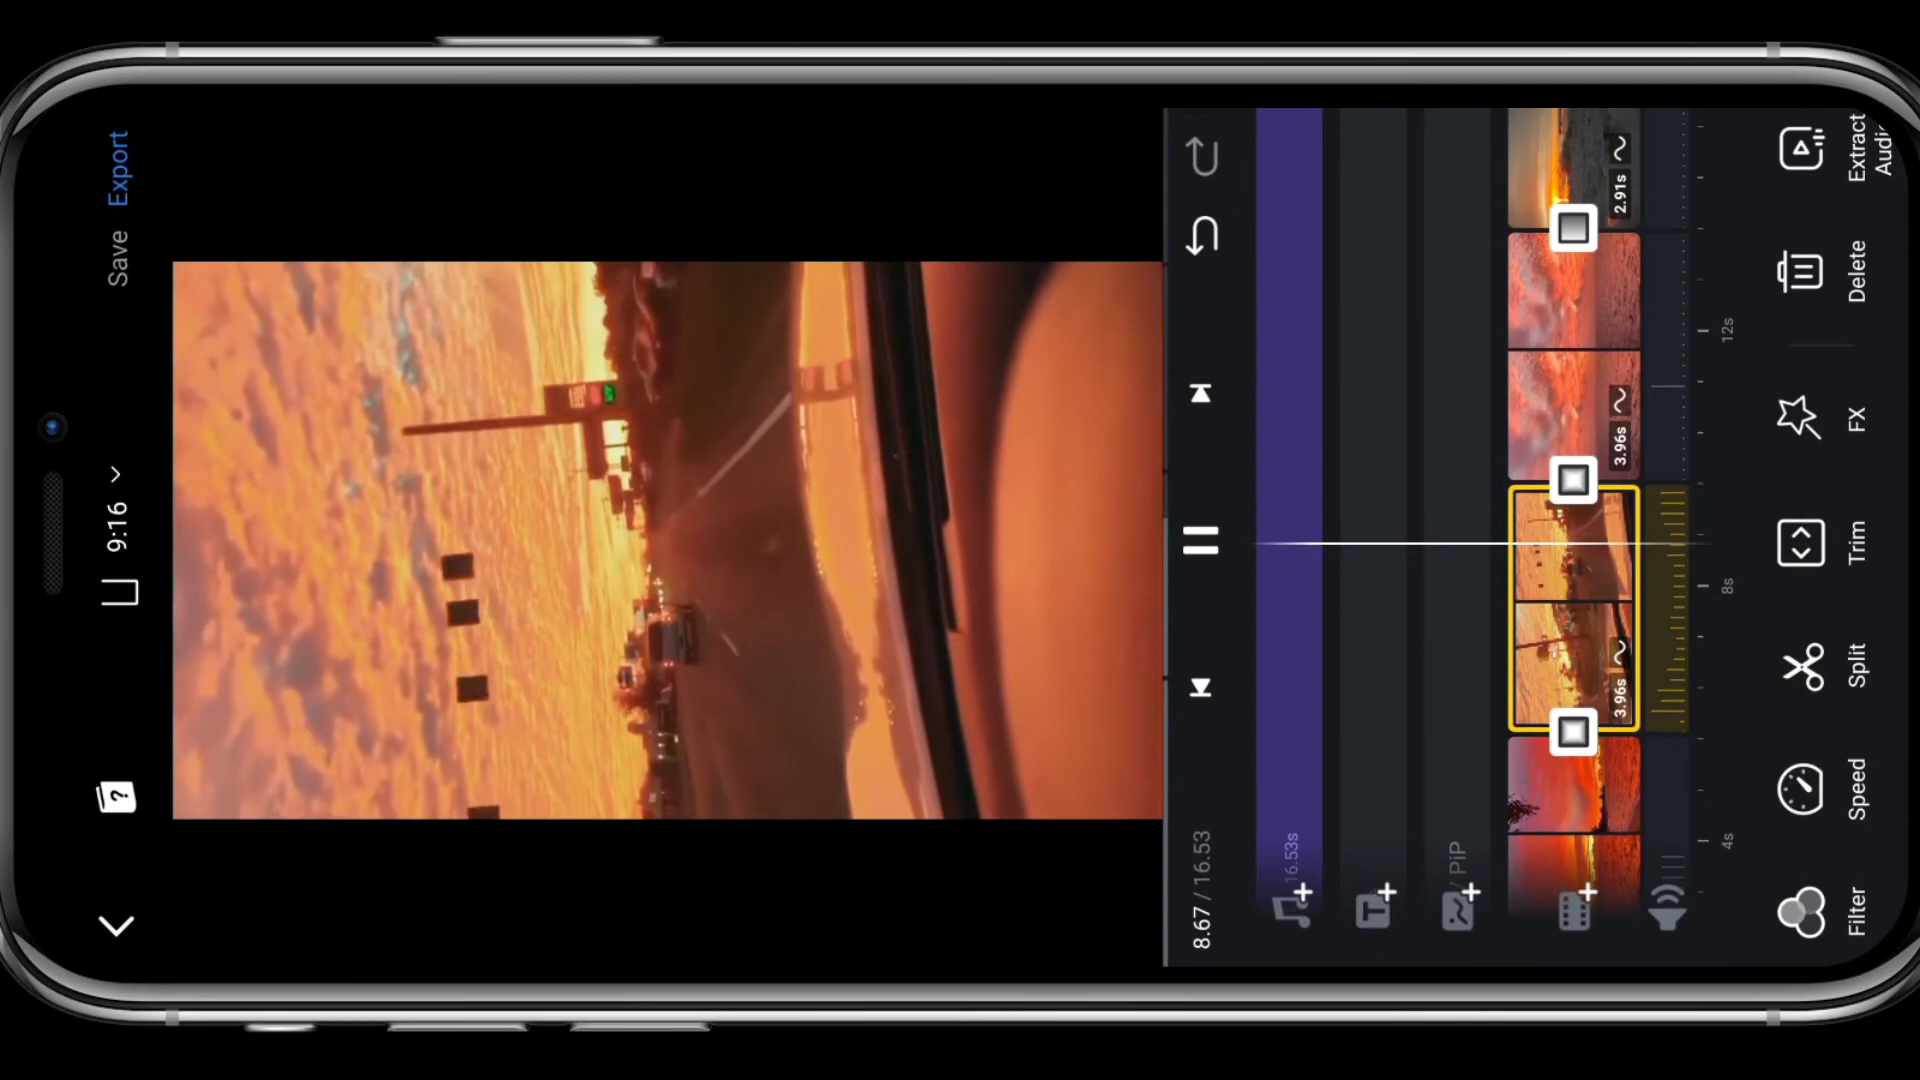 9:16
Save
Export
8.67 / 16.53
16.53s
/ PiP
3.96s
3.96s
2.91s
4s
8s
12s
Filter
Speed
Split
Trim
FX
Delete
Extract